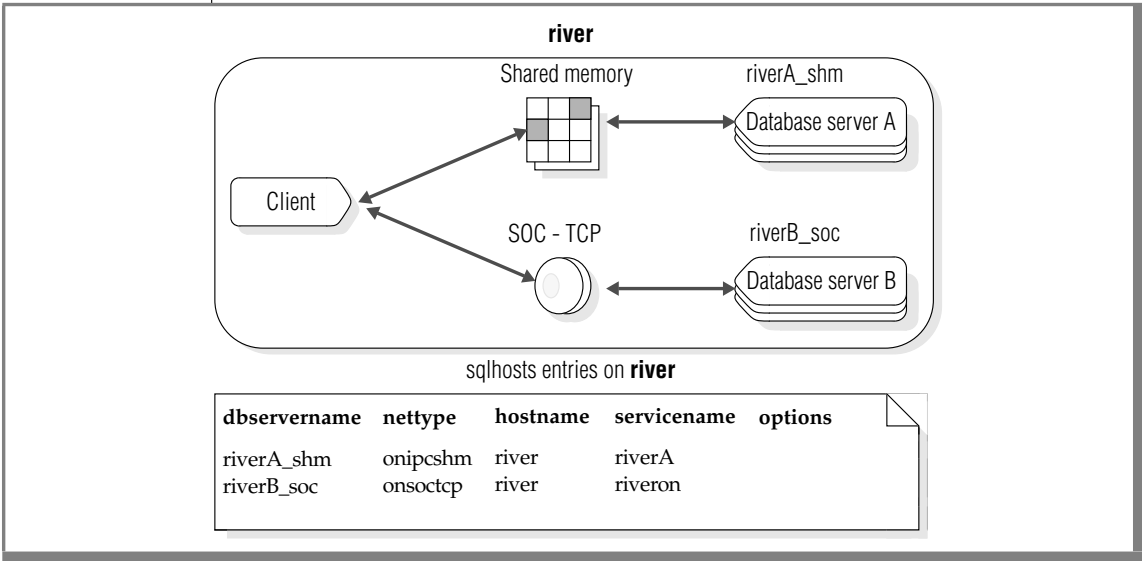 river
Shared memory
riverA_shm
Database server A
Client
SOC - TCP
riverB_soc
Database server B
sqlhosts entries on river
dbservername nettype hostname servicename options
riverA_shm onipcshm river riverA
riverB_soc onsoctcp river riveron